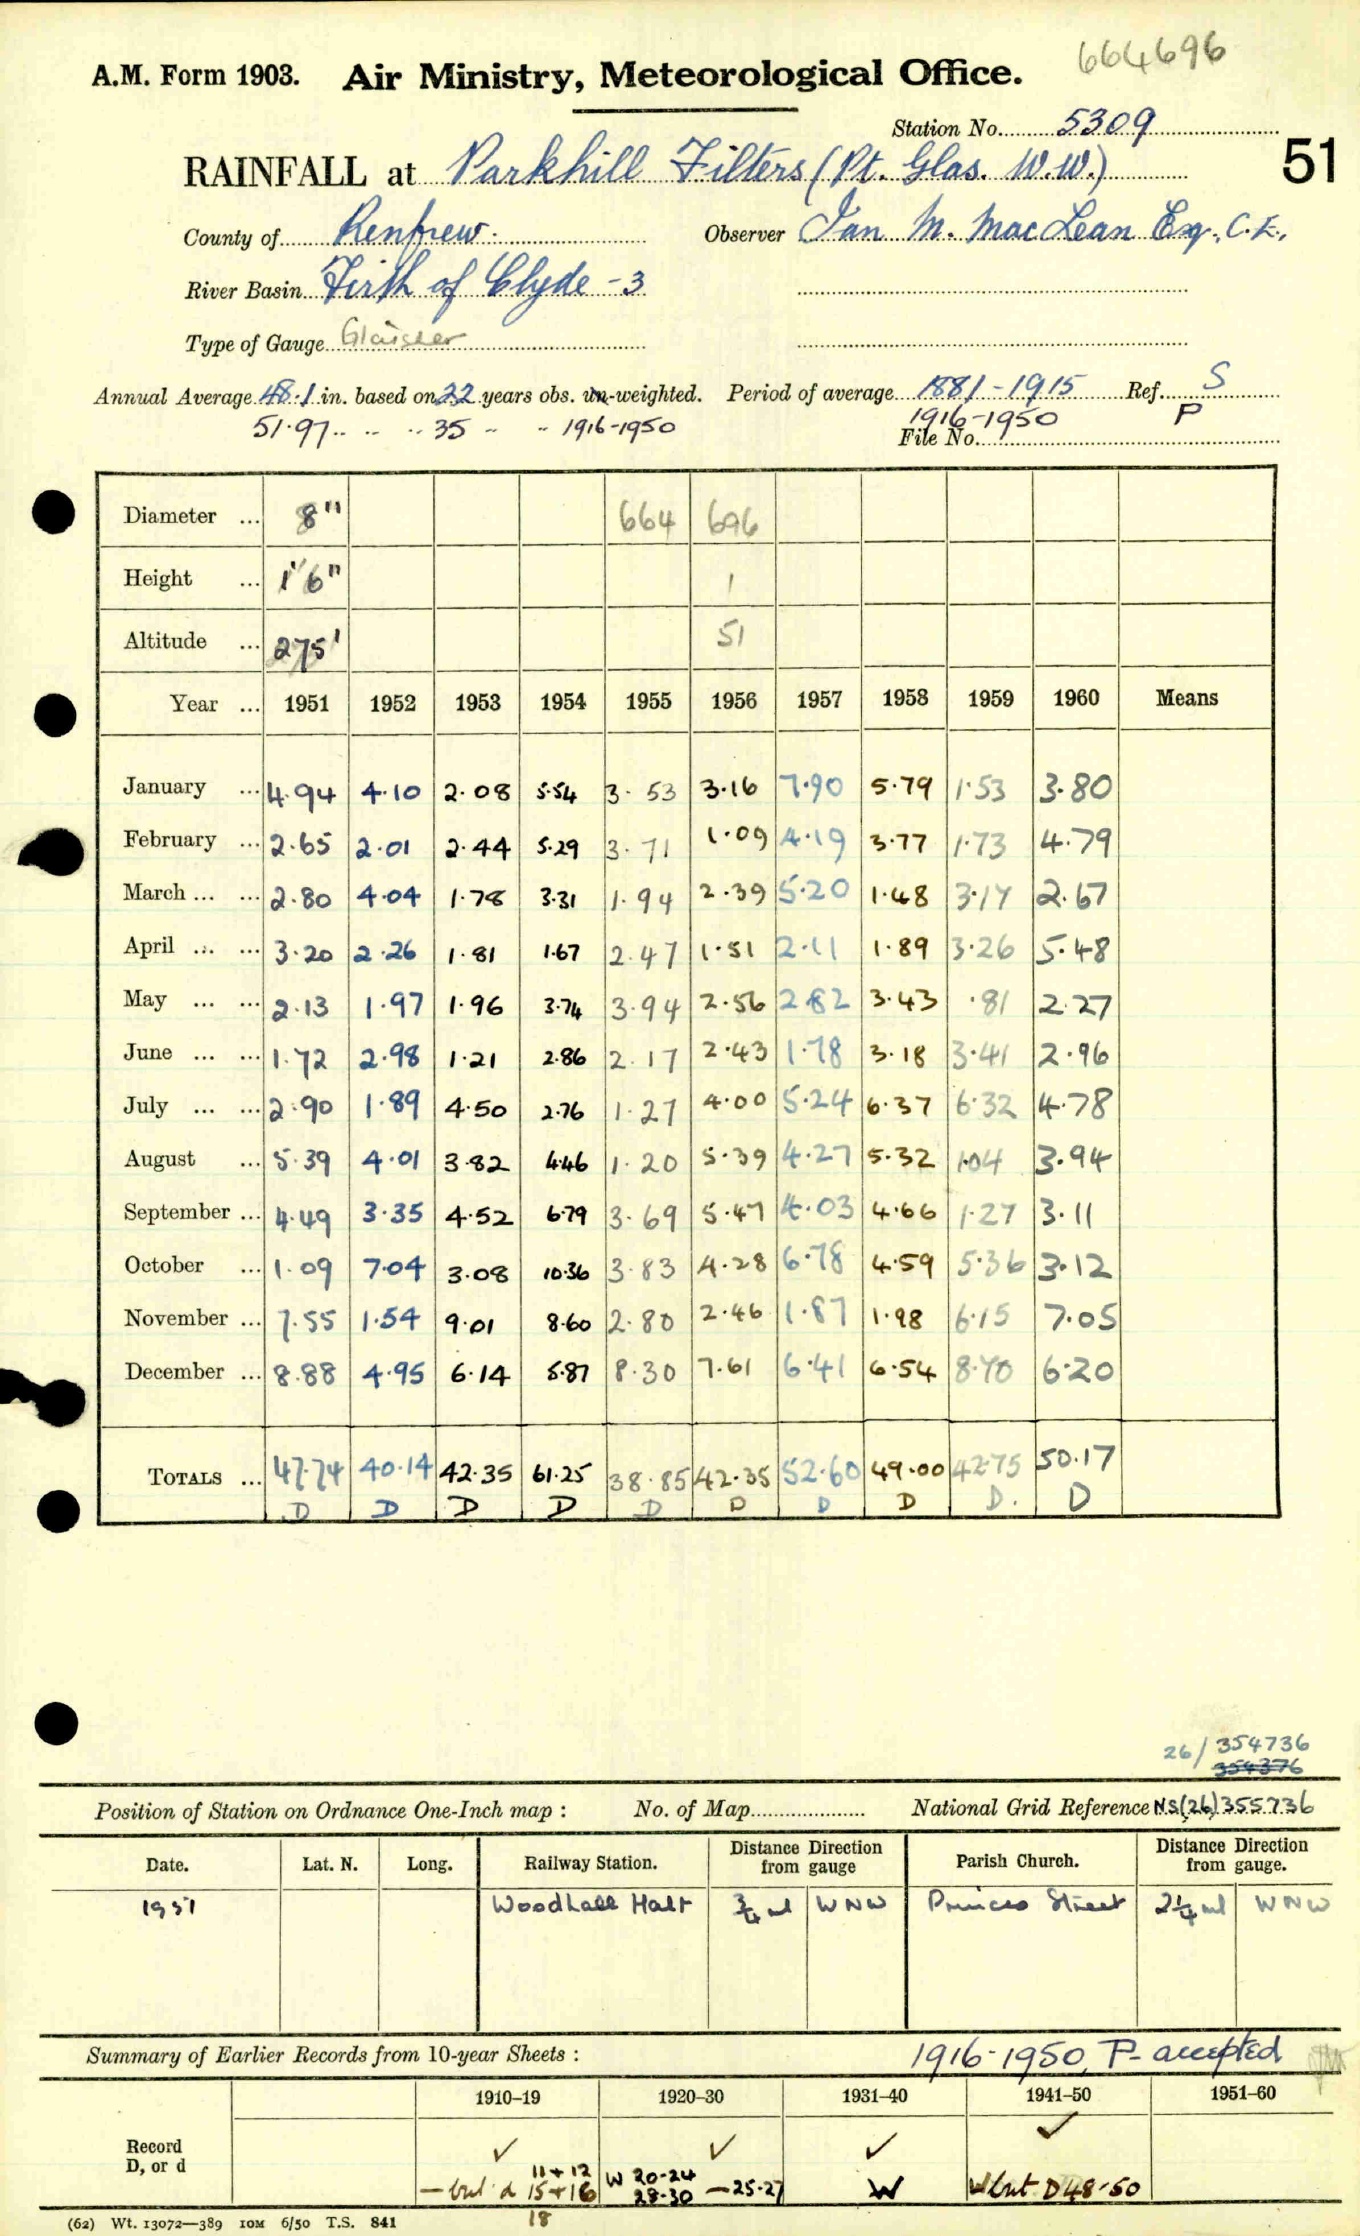 664696
A.M. Form 1903. Air Ministry, Meteorological Office.
Station No. 5309
51
RAINFALL at Parkhill Filters (Pt. Glas. W.W.)
County of Renfrew. Observer Ian M. MacLean Esq., C.E.,
River Basin Firth of Clyde - 3
Type of Gauge Glaisher
Annual Average 48.1 in. based on 22 years obs. un-weighted. Period of average 1881-1915 Ref. S
51.97 " " " 35 " " 1916-1950 1916-1950 P
File No.
Diameter ... 8" 664 696
Height ... 1'6" 1
Altitude ... 275' 51
Year ... 1951 1952 1953 1954 1955 1956 1957 1958 1959 1960 Means
January ... 4.94 4.10 2.08 5.54 3.53 3.16 7.90 5.79 1.53 3.80
February ... 2.65 2.01 2.44 5.29 3.71 1.09 4.19 3.77 1.73 4.79
March ... ... 2.80 4.04 1.78 3.31 1.94 2.39 5.20 1.48 3.17 2.67
April ... ... 3.20 2.26 1.81 1.67 2.47 1.51 2.11 1.89 3.26 5.48
May ... ... 2.13 1.97 1.96 3.74 3.94 2.56 2.82 3.43 .81 2.27
June ... ... 1.72 2.98 1.21 2.86 2.17 2.43 1.78 3.18 3.41 2.96
July ... ... 2.90 1.89 4.50 2.76 1.27 4.00 5.24 6.37 6.32 4.78
August ... 5.39 4.01 3.82 4.46 1.20 5.39 4.27 5.32 1.04 3.94
September ... 4.49 3.35 4.52 6.79 3.69 5.47 4.03 4.66 1.27 3.11
October ... 1.09 7.04 3.08 10.36 3.83 4.28 6.78 4.59 5.36 3.12
November ... 7.55 1.54 9.01 8.60 2.80 2.46 1.87 1.98 6.15 7.05
December ... 8.88 4.95 6.14 5.87 8.30 7.61 6.41 6.54 8.70 6.20
TOTALS ... 47.74 40.14 42.35 61.25 38.85 42.35 52.60 49.00 42.75 50.17
D D D D D D D D D. D
26/354736
354376
Position of Station on Ordnance One-Inch map : No. of Map National Grid Reference NS(26)355736
Date. Lat. N. Long. Railway Station. Distance Direction from gauge Parish Church. Distance Direction from gauge.
1951 Woodhall Halt 3/4 ml WNW Princes Street 2 1/4 ml WNW
Summary of Earlier Records from 10-year Sheets : 1916-1950, P accepted
1910–19 1920–30 1931–40 1941–50 1951–60
Record ✓ ✓ ✓ ✓
D, or d — but d 11+12 15+16 18 W 20-24 28-30 — 25-27 W W but D 48-50
(62) Wt. 13072—389 10M 6/50 T.S. 841